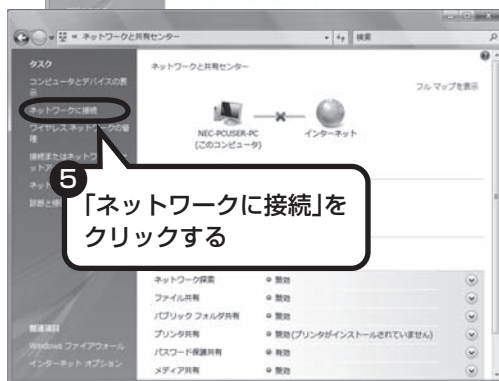 ネットワークと共有センター
検索
タスク
コンピュータとデバイスの表
示
ネットワークに接続
ワイヤレス ネットワークの管
理
接続またはネットワ
ットア
ネット
診断と修
ネットワークと共有センター
フル マップを表示
NEC-PCUSER-PC
(このコンピュータ)
インターネット
5
「ネットワークに接続」を
クリックする
ネットワーク探索 無効
ファイル共有 無効
パブリック フォルダ共有 無効
プリンタ共有 無効(プリンタがインストールされていません)
パスワード保護共有 有効
メディア共有 無効
関連項目
Windows ファイアウォール
インターネット オプション